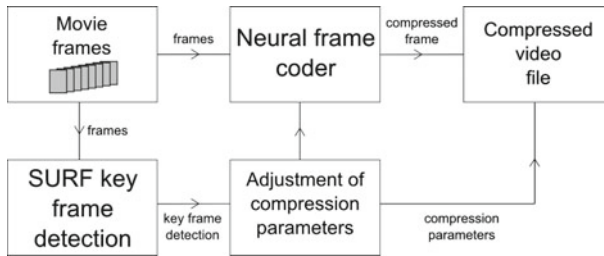 Movie
frames
frames
Neural frame
coder
compressed
frame
Compressed
video
file
frames
SURF key
frame
detection
key frame
detection
Adjustment of
compression
parameters
compression
parameters